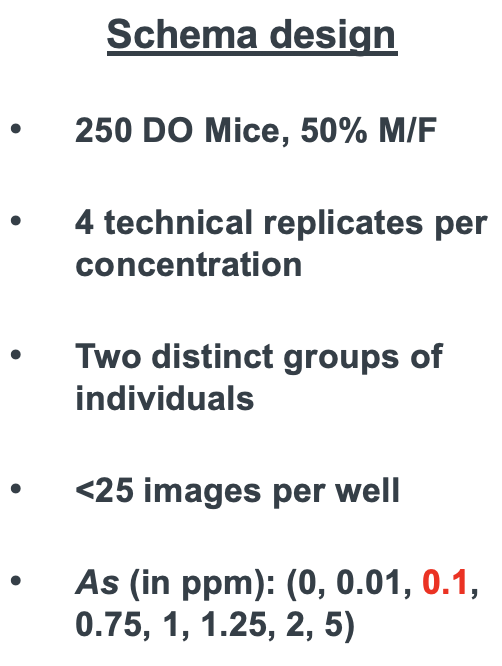 Schema design
• 250 DO Mice, 50% M/F
• 4 technical replicates per
concentration
• Two distinct groups of
individuals
• <25 images per well
• As (in ppm): (0, 0.01, 0.1,
0.75, 1, 1.25, 2, 5)